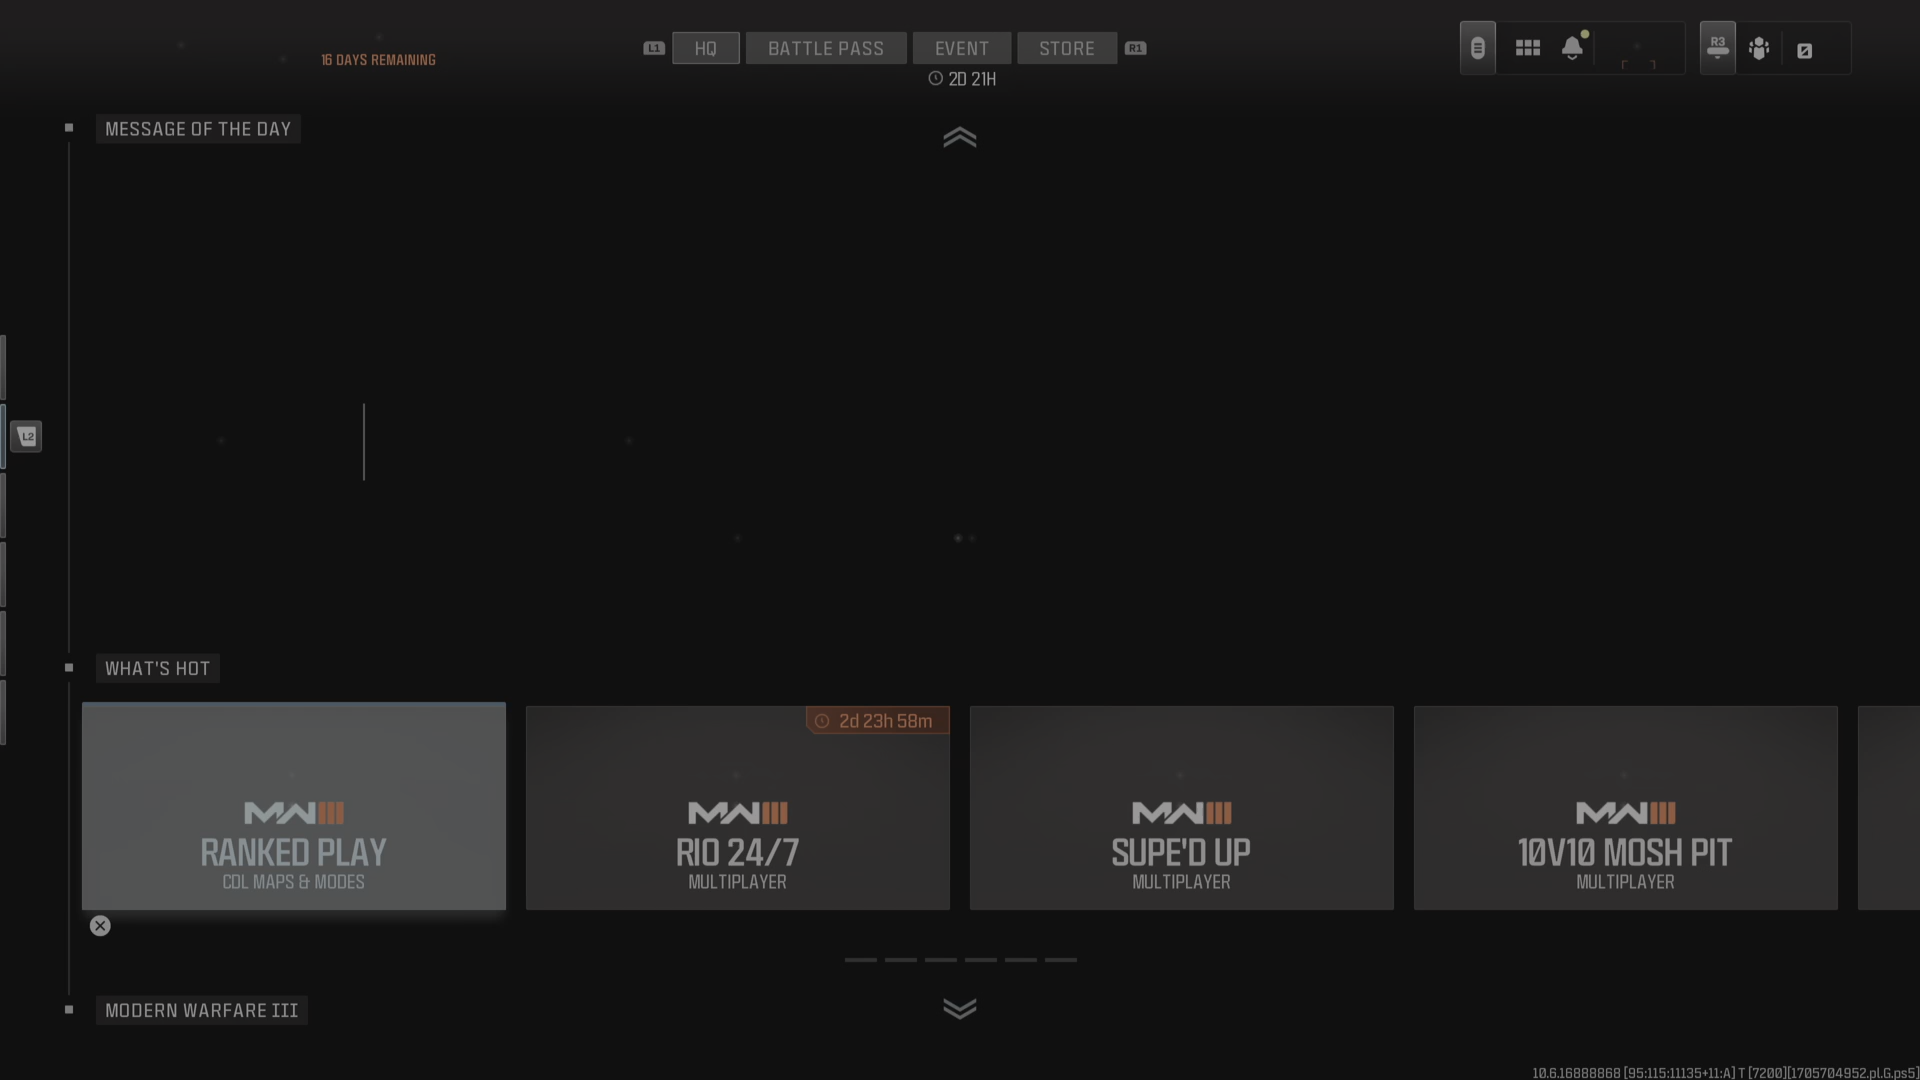 16 DAYS REMAINING
L1
HQ
BATTLE PASS
EVENT
STORE
R1
2D 21H
R3
0
MESSAGE OF THE DAY
L2
WHAT'S HOT
MWIII
RANKED PLAY
CDL MAPS & MODES
2d 23h 58m
MWIII
RIO 24/7
MULTIPLAYER
MWIII
SUPE'D UP
MULTIPLAYER
MWIII
10V10 MOSH PIT
MULTIPLAYER
MODERN WARFARE III
10.6.16888868 [95:115:11135+11:A] T [7200][1705704952.pl.G.ps5]